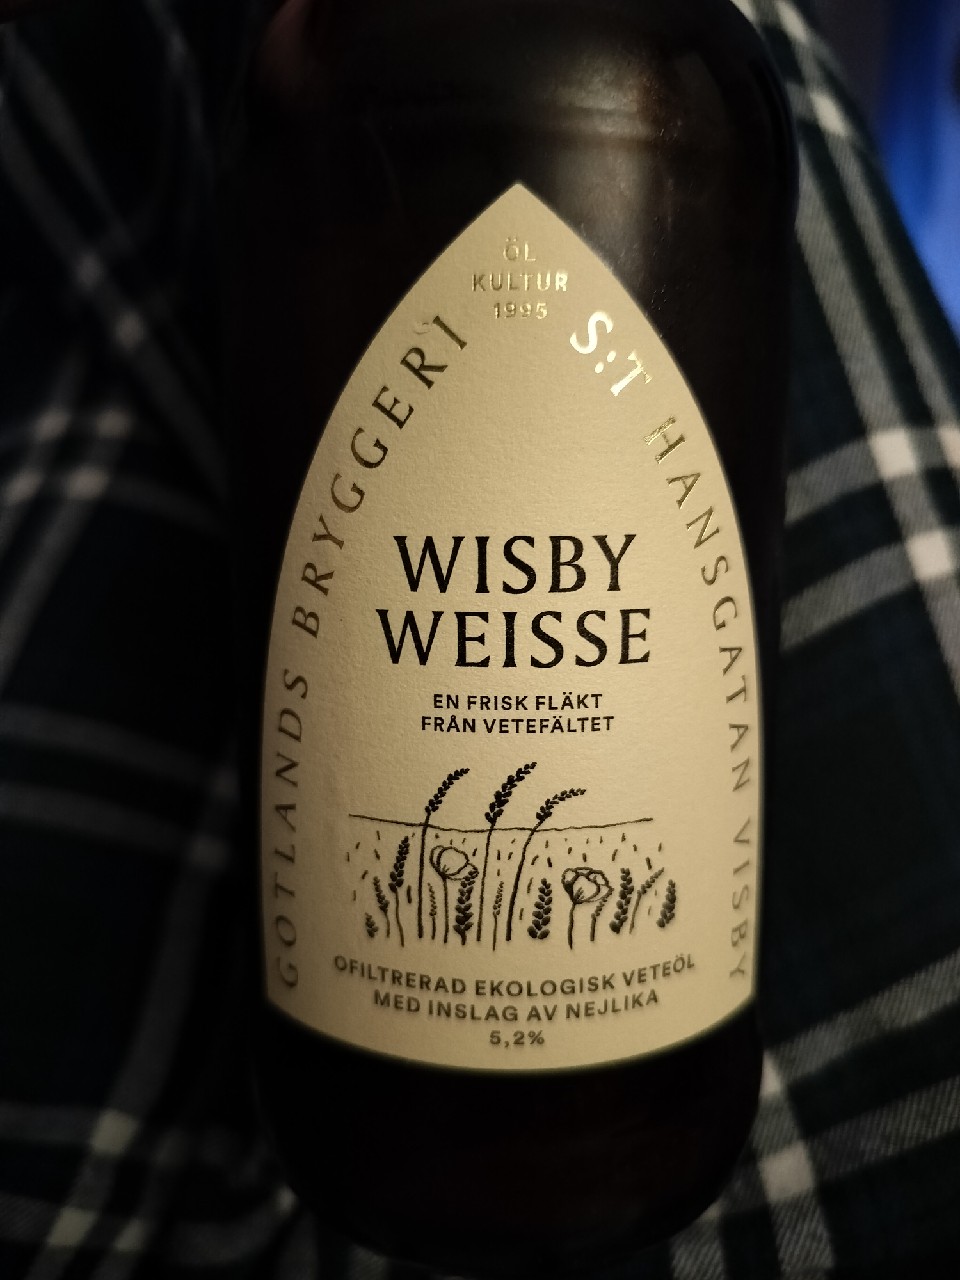 ÖL
KULTUR
1995
GOTLANDS BRYGGERI
S:T HANSGATAN VISBY
WISBY
WEISSE
EN FRISK FLÄKT
FRÅN VETEFÄLTET
OFILTRERAD EKOLOGISK VETEÖL
MED INSLAG AV NEJLIKA
5,2%